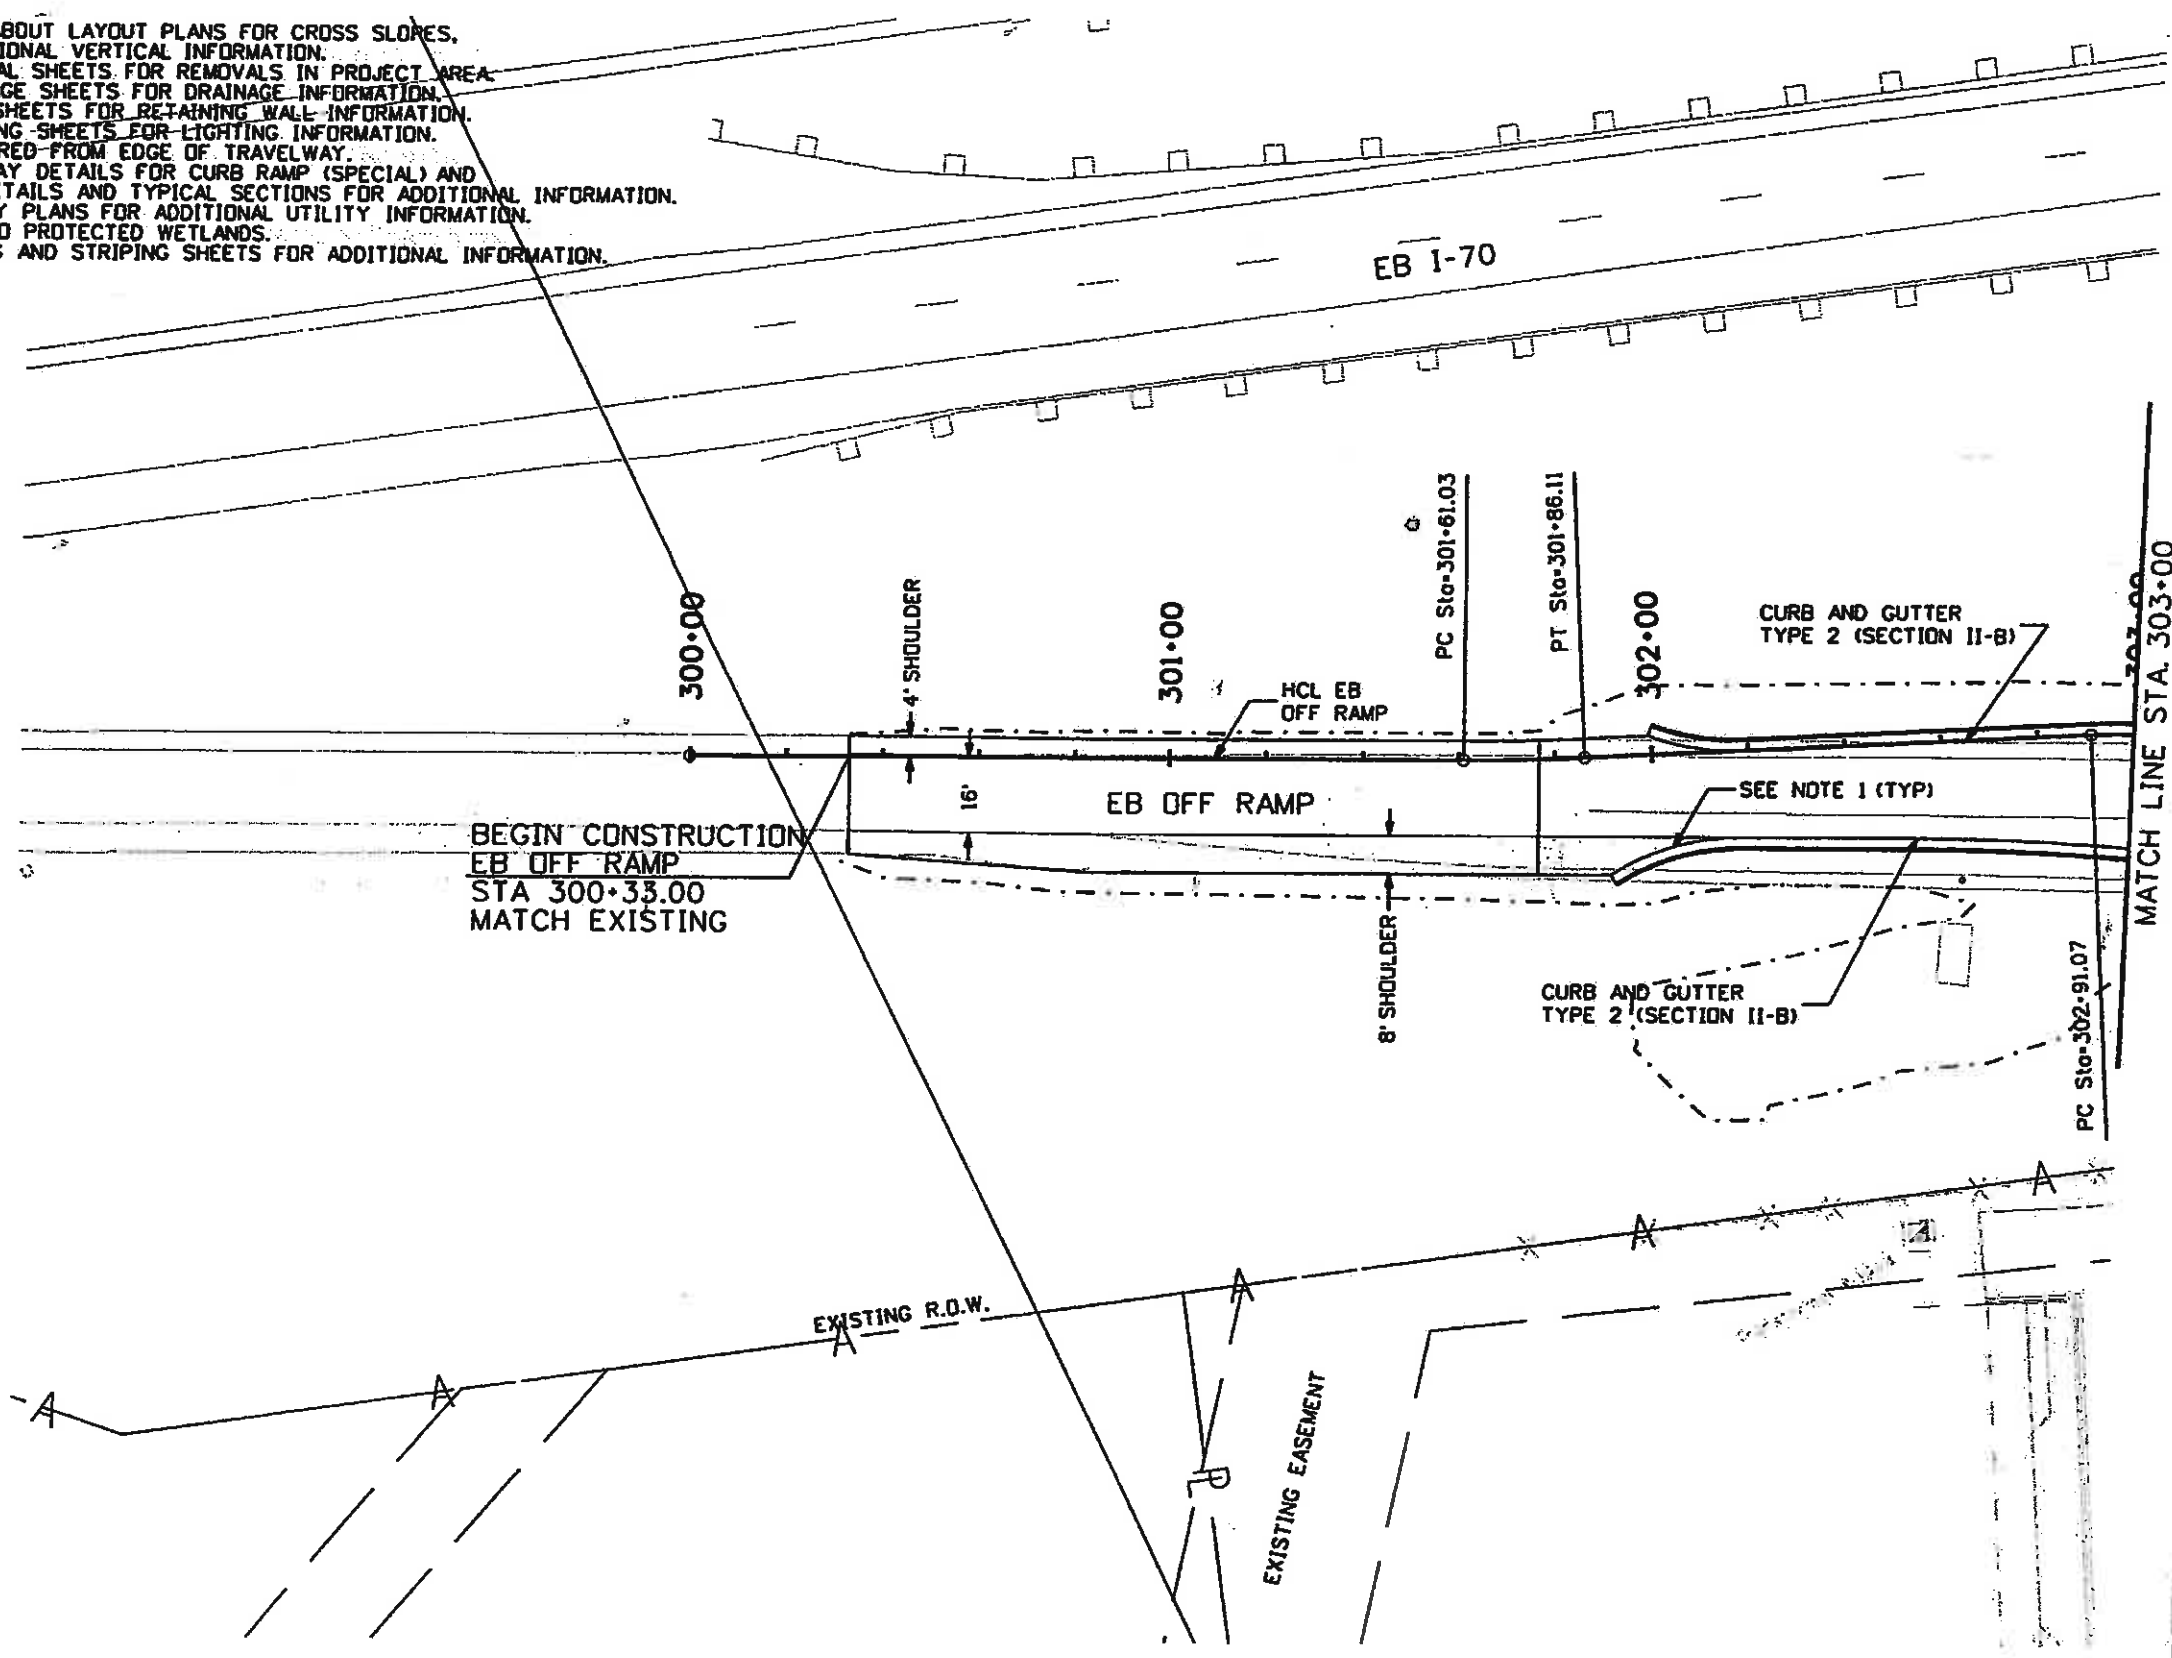 BOUT LAYOUT PLANS FOR CROSS SLOPES,
IONAL VERTICAL INFORMATION.
AL SHEETS FOR REMOVALS IN PROJECT AREA.
GE SHEETS FOR DRAINAGE INFORMATION.
SHEETS FOR RETAINING WALL INFORMATION.
NG SHEETS FOR LIGHTING INFORMATION.
RED FROM EDGE OF TRAVELWAY.
AY DETAILS FOR CURB RAMP (SPECIAL) AND
ETAILS AND TYPICAL SECTIONS FOR ADDITIONAL INFORMATION.
Y PLANS FOR ADDITIONAL UTILITY INFORMATION.
D PROTECTED WETLANDS.
S AND STRIPING SHEETS FOR ADDITIONAL INFORMATION.
EB I-70
300+00
4' SHOULDER
301+00
PC Sta=301+61.03
PT Sta=301+86.11
302+00
CURB AND GUTTER
TYPE 2 (SECTION II-B)
303+00
MATCH LINE STA. 303+00
HCL EB
OFF RAMP
16'
EB OFF RAMP
SEE NOTE 1 (TYP)
BEGIN CONSTRUCTION
EB OFF RAMP
STA 300+33.00
MATCH EXISTING
8' SHOULDER
CURB AND GUTTER
TYPE 2 (SECTION II-B)
PC Sta=302+91.07
A
A
A
EXISTING R.O.W.
A
A
A
PL
EXISTING EASEMENT